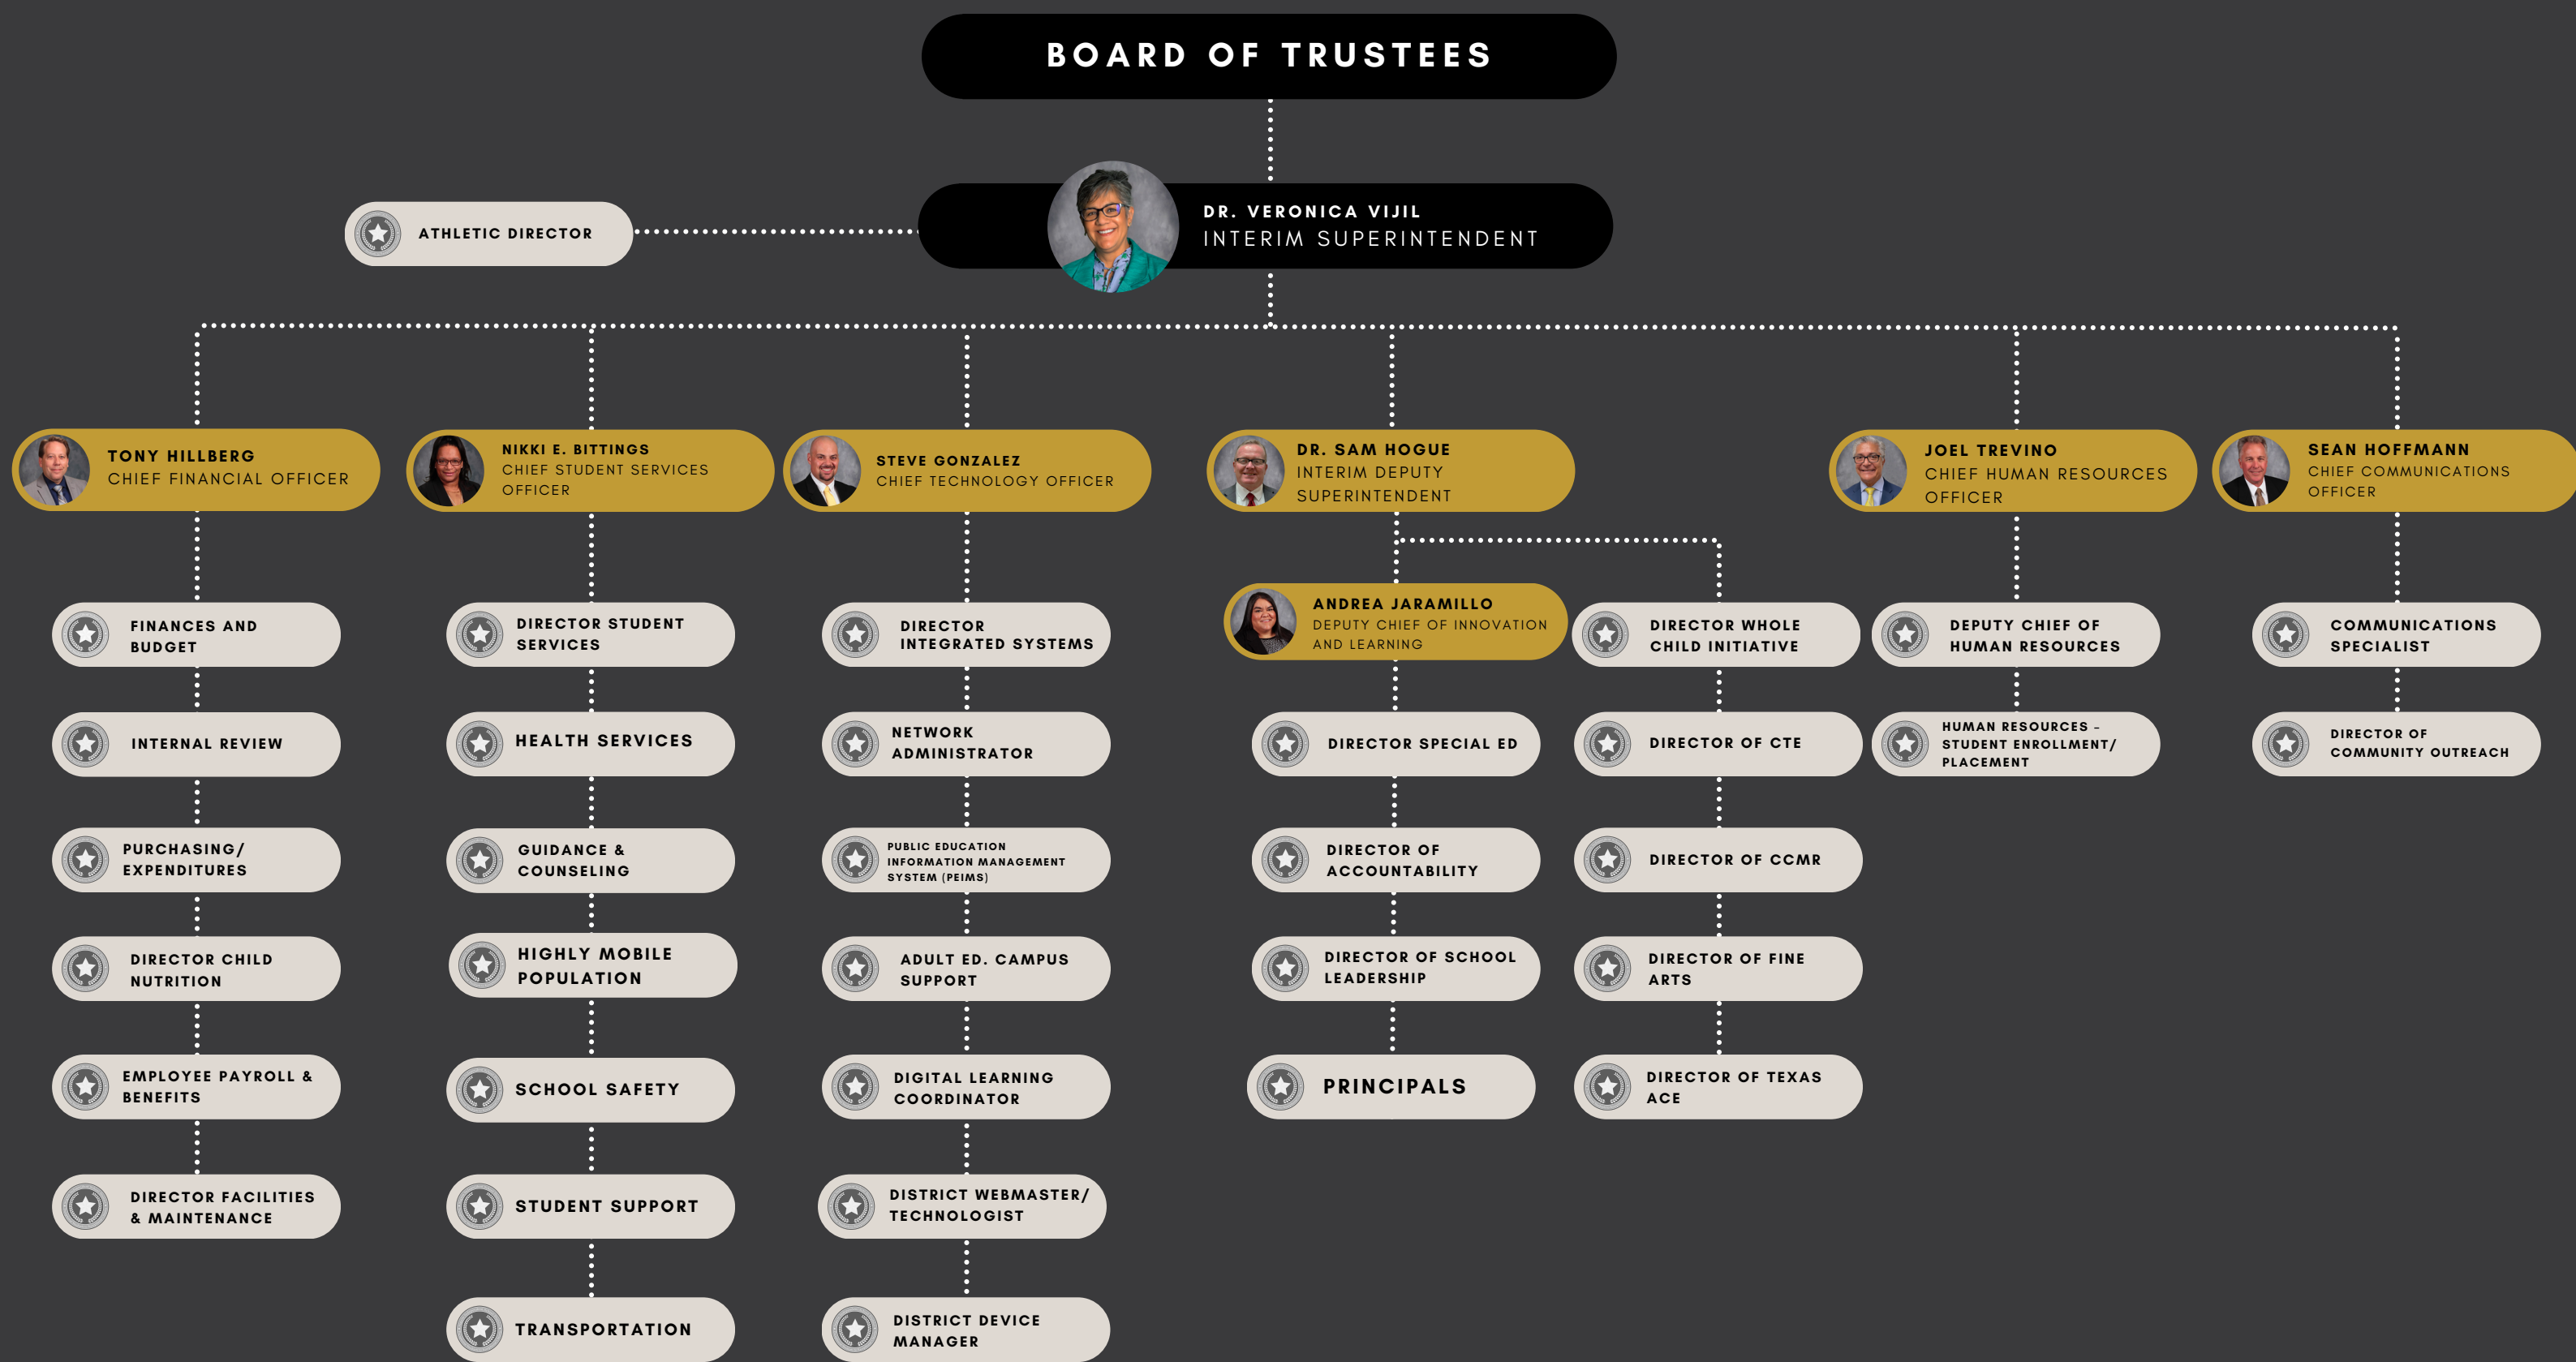 BOARD OF TRUSTEES
DR. VERONICA VIJIL
INTERIM SUPERINTENDENT
ATHLETIC DIRECTOR
TONY HILLBERG
CHIEF FINANCIAL OFFICER
FINANCES AND
BUDGET
INTERNAL REVIEW
PURCHASING/
EXPENDITURES
DIRECTOR CHILD
NUTRITION
EMPLOYEE PAYROLL &
BENEFITS
DIRECTOR FACILITIES
& MAINTENANCE
NIKKI E. BITTINGS
CHIEF STUDENT SERVICES
OFFICER
DIRECTOR STUDENT
SERVICES
HEALTH SERVICES
GUIDANCE &
COUNSELING
HIGHLY MOBILE
POPULATION
SCHOOL SAFETY
STUDENT SUPPORT
TRANSPORTATION
STEVE GONZALEZ
CHIEF TECHNOLOGY OFFICER
DIRECTOR
INTEGRATED SYSTEMS
NETWORK
ADMINISTRATOR
PUBLIC EDUCATION
INFORMATION MANAGEMENT
SYSTEM (PEIMS)
ADULT ED. CAMPUS
SUPPORT
DIGITAL LEARNING
COORDINATOR
DISTRICT WEBMASTER/
TECHNOLOGIST
DISTRICT DEVICE
MANAGER
DR. SAM HOGUE
INTERIM DEPUTY
SUPERINTENDENT
ANDREA JARAMILLO
DEPUTY CHIEF OF INNOVATION
AND LEARNING
DIRECTOR SPECIAL ED
DIRECTOR OF
ACCOUNTABILITY
DIRECTOR OF SCHOOL
LEADERSHIP
PRINCIPALS
DIRECTOR WHOLE
CHILD INITIATIVE
DIRECTOR OF CTE
DIRECTOR OF CCMR
DIRECTOR OF FINE
ARTS
DIRECTOR OF TEXAS
ACE
JOEL TREVINO
CHIEF HUMAN RESOURCES
OFFICER
DEPUTY CHIEF OF
HUMAN RESOURCES
HUMAN RESOURCES -
STUDENT ENROLLMENT/
PLACEMENT
SEAN HOFFMANN
CHIEF COMMUNICATIONS
OFFICER
COMMUNICATIONS
SPECIALIST
DIRECTOR OF
COMMUNITY OUTREACH